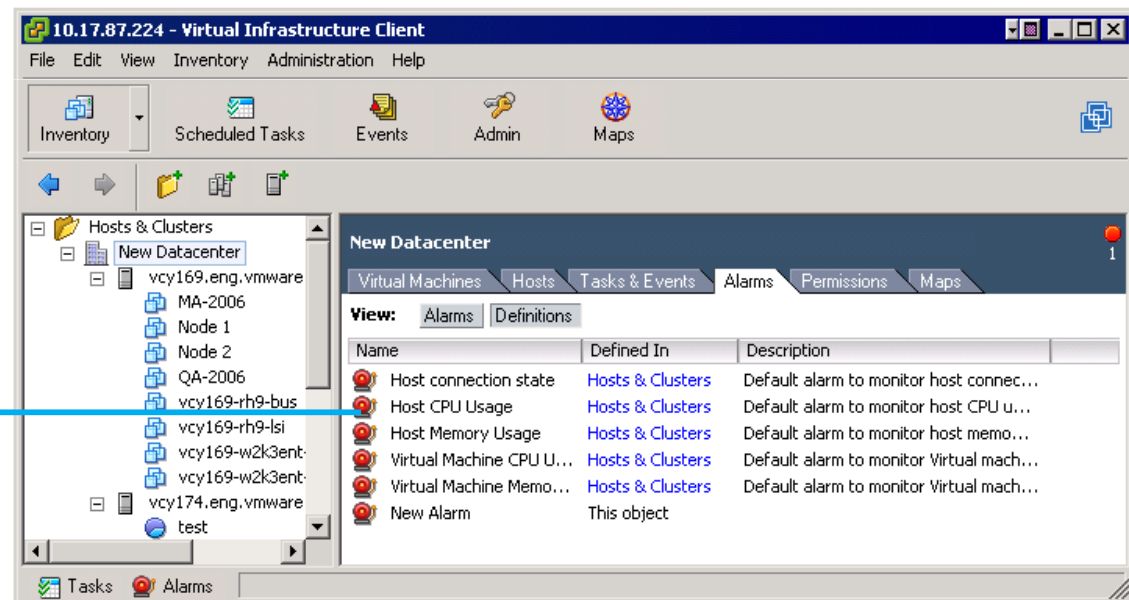 10.17.87.224 - Virtual Infrastructure Client
File Edit View Inventory Administration Help
Inventory Scheduled Tasks Events Admin Maps
Hosts & Clusters
New Datacenter
vcy169.eng.vmware
MA-2006
Node 1
Node 2
QA-2006
vcy169-rh9-bus
vcy169-rh9-lsi
vcy169-w2k3ent-
vcy169-w2k3ent-
vcy174.eng.vmware
test
New Datacenter
1
Virtual Machines Hosts Tasks & Events Alarms Permissions Maps
View: Alarms Definitions
Name Defined In Description
Host connection state Hosts & Clusters Default alarm to monitor host connec...
Host CPU Usage Hosts & Clusters Default alarm to monitor host CPU u...
Host Memory Usage Hosts & Clusters Default alarm to monitor host memo...
Virtual Machine CPU U... Hosts & Clusters Default alarm to monitor Virtual mach...
Virtual Machine Memo... Hosts & Clusters Default alarm to monitor Virtual mach...
New Alarm This object
Tasks Alarms